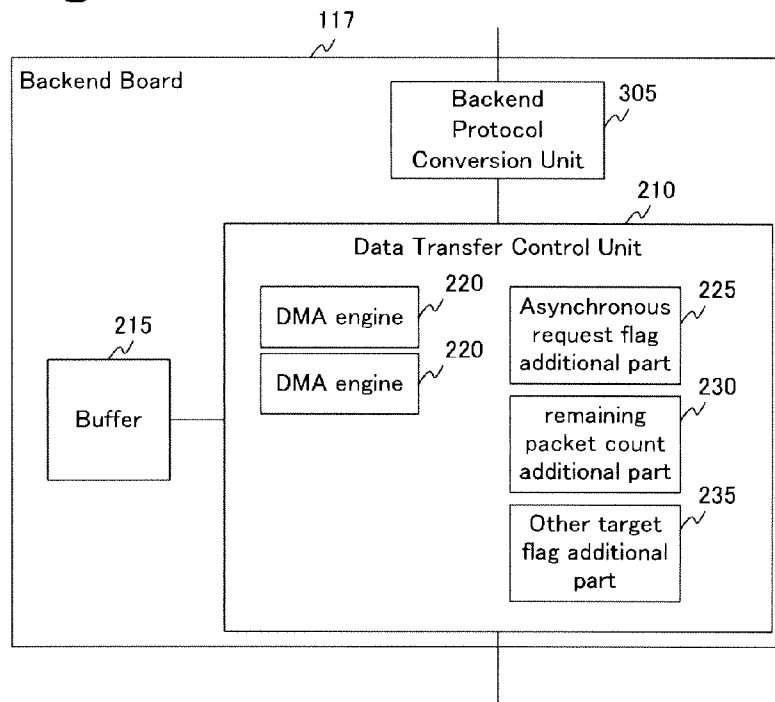 117
Backend Board
Backend
Protocol
Conversion Unit
305
210
Data Transfer Control Unit
220
DMA engine
220
DMA engine
225
Asynchronous
request flag
additional part
215
Buffer
230
remaining
packet count
additional part
235
Other target
flag additional
part